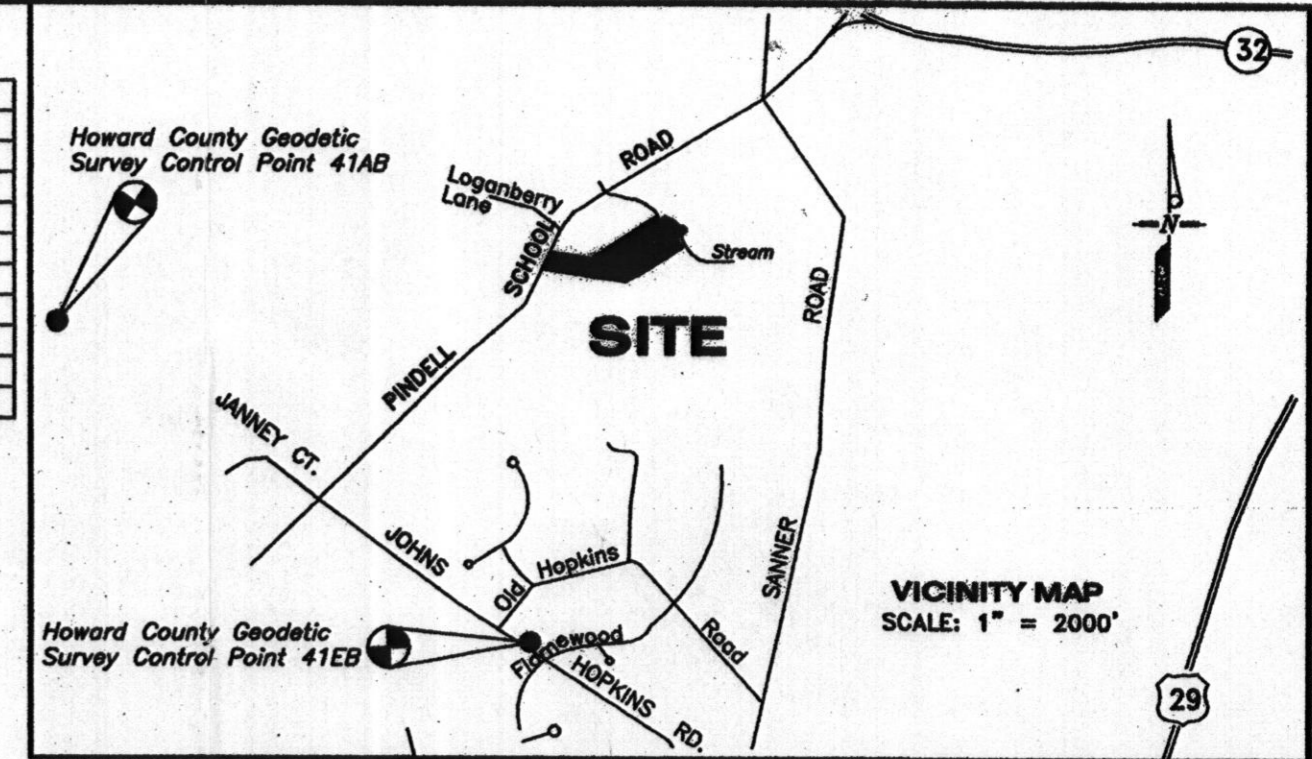 32
Howard County Geodetic
Survey Control Point 41AB
ROAD
Loganberry
Lane
SCHOOL
Stream
N
SITE
ROAD
PINDELL
JANNEY CT.
JOHNS
Hopkins
Old
SANNER
VICINITY MAP
SCALE: 1" = 2000'
Howard County Geodetic
Survey Control Point 41EB
Flamewood
Road
HOPKINS
RD.
29